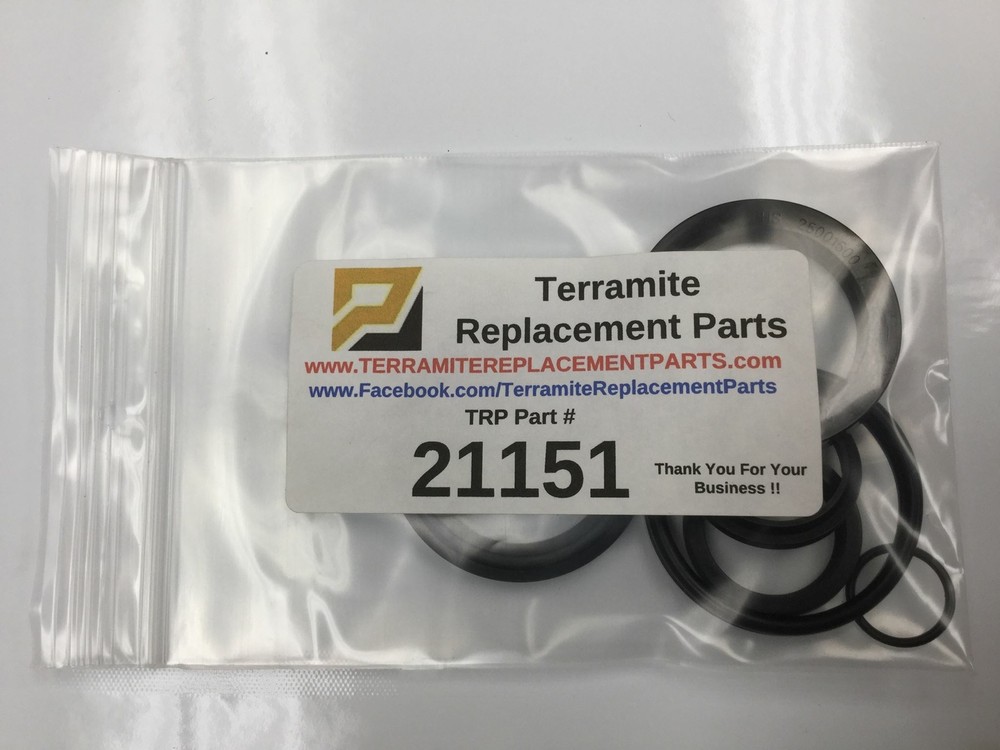 Terramite
Replacement Parts
www.TERRAMITEREPLACEMENTPARTS.com
www.Facebook.com/TerramiteReplacementParts
TRP Part #
21151
Thank You For Your
Business !!